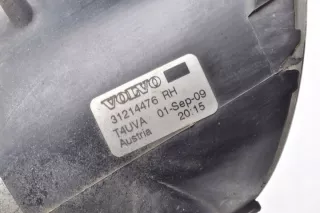 VOLVO
31214476 RH
T4UVA 01-Sep-09
Austria 20:15